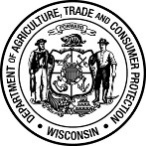 DEPARTMENT OF AGRICULTURE, TRADE AND CONSUMER PROTECTION
• WISCONSIN •
FORWARD